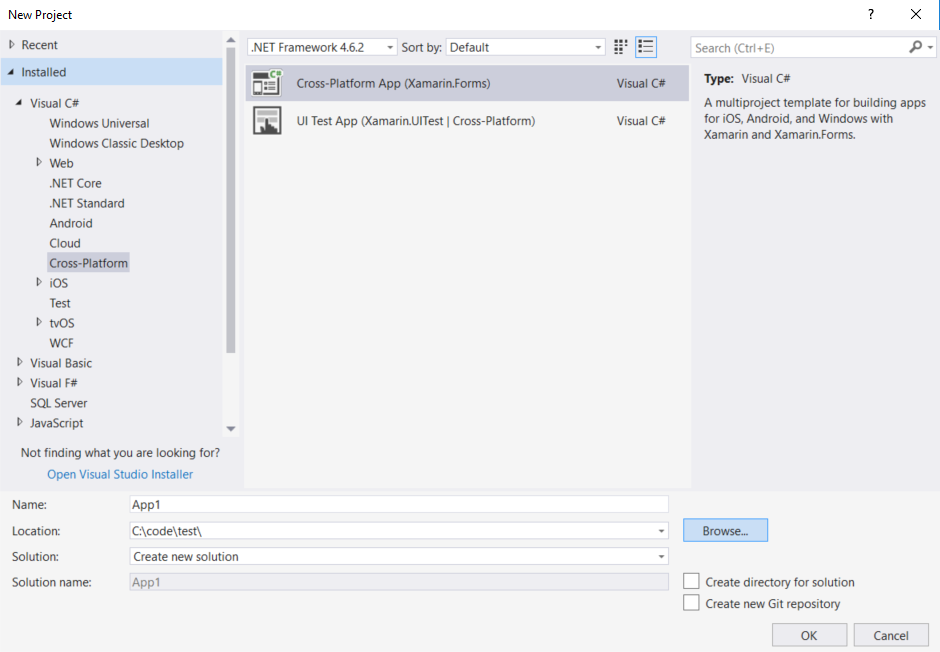 New Project
?
Recent
Installed
Visual C#
Windows Universal
Windows Classic Desktop
Web
.NET Core
.NET Standard
Android
Cloud
Cross-Platform
iOS
Test
tvOS
WCF
Visual Basic
Visual F#
SQL Server
JavaScript
Not finding what you are looking for?
Open Visual Studio Installer
.NET Framework 4.6.2 Sort by: Default
Cross-Platform App (Xamarin.Forms) Visual C#
UI Test App (Xamarin.UITest | Cross-Platform) Visual C#
Search (Ctrl+E)
Type: Visual C#
A multiproject template for building apps
for iOS, Android, and Windows with
Xamarin and Xamarin.Forms.
Name: App1
Location: C:\code\test\ Browse...
Solution: Create new solution
Solution name: App1
Create directory for solution
Create new Git repository
OK Cancel